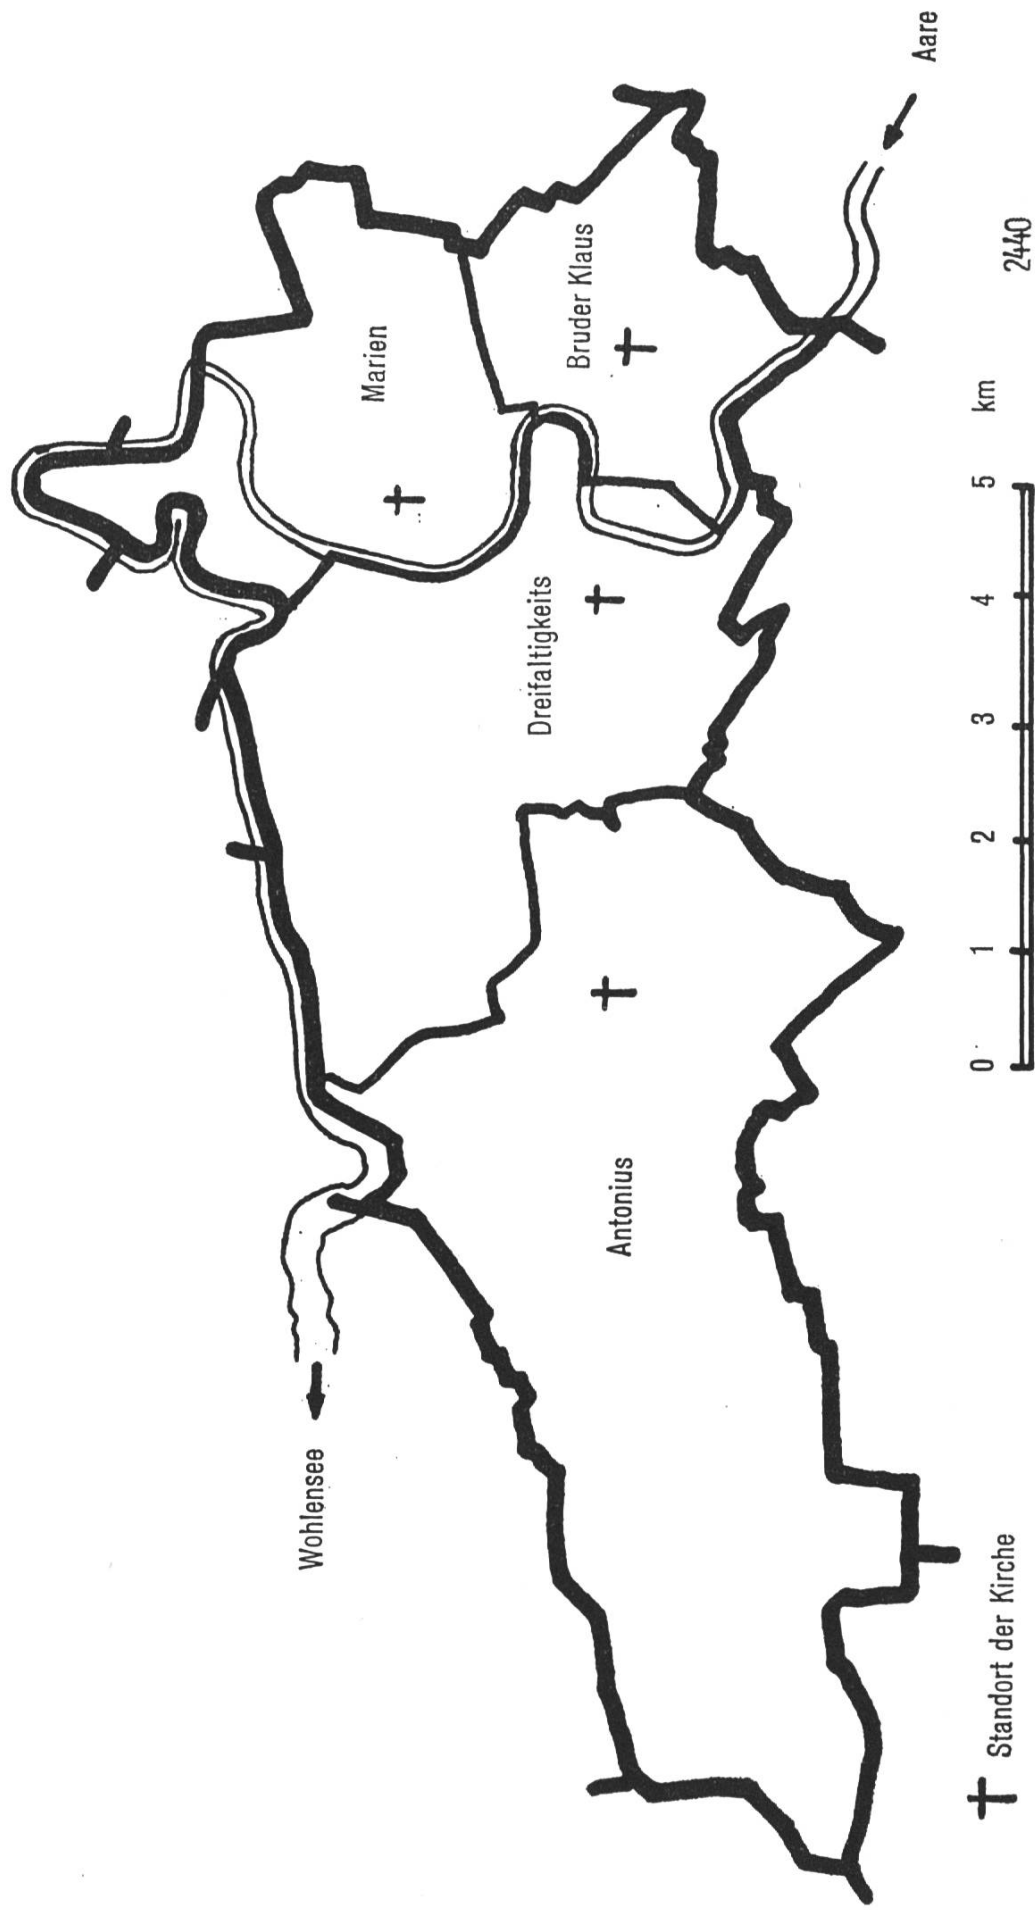 Wohlensee
Marien
Bruder Klaus
Dreifaltigkeits
Antonius
Aare
Standort der Kirche
0 1 2 3 4 5 km
2440